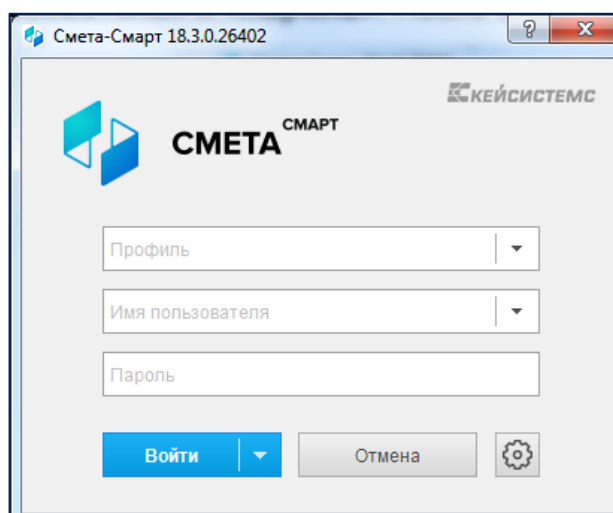 Смета-Смарт 18.3.0.26402
?
КЕЙСИСТЕМС
СМЕТА СМАРТ
Профиль
Имя пользователя
Пароль
Войти
Отмена